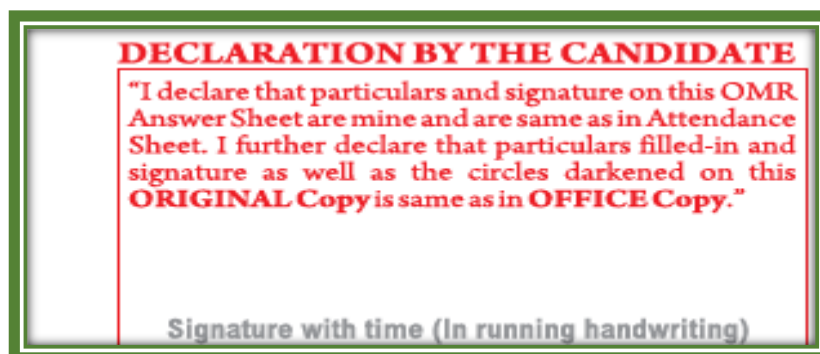 DECLARATION BY THE CANDIDATE
"I declare that particulars and signature on this OMR
Answer Sheet are mine and are same as in Attendance
Sheet. I further declare that particulars filled-in and
signature as well as the circles darkened on this
ORIGINAL Copy is same as in OFFICE Copy."
Signature with time (In running handwriting)